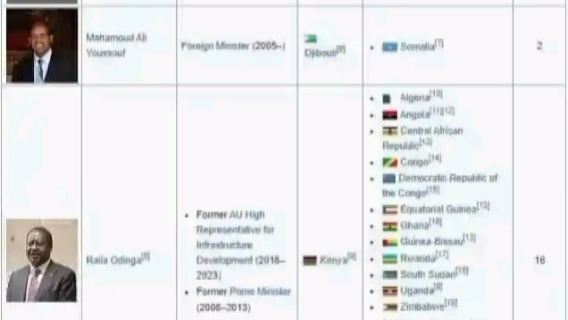 Mahamoud Ali
Youssouf
Foreign Minister (2005–)
Djibouti[9]
Somalia[7]
2
Raila Odinga[8]
Former AU High
Representative for
Infrastructure
Development (2018–
2023)
Former Prime Minister
(2008–2013)
Kenya[9]
Algeria[10]
Angola[11][12]
Central African
Republic[13]
Congo[14]
Democratic Republic of
the Congo[15]
Equatorial Guinea[13]
Ghana[16]
Guinea-Bissau[13]
Rwanda[17]
South Sudan[18]
Uganda[9]
Zimbabwe[19]
16